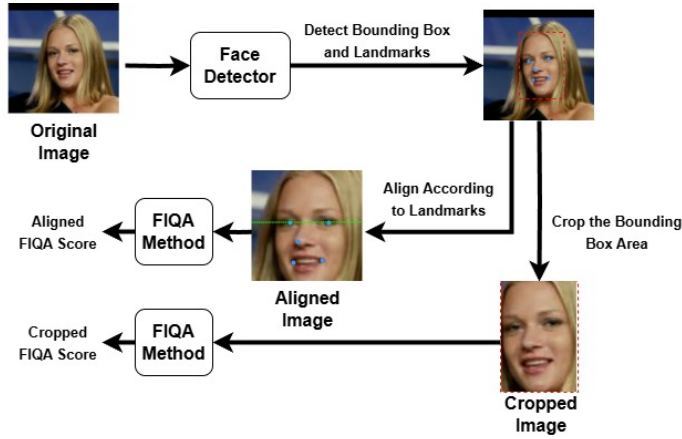 Face
Detector
Detect Bounding Box
and Landmarks
Original
Image
Align According
to Landmarks
Crop the Bounding
Box Area
FIQA
Method
Aligned
FIQA Score
Aligned
Image
FIQA
Method
Cropped
FIQA Score
Cropped
Image